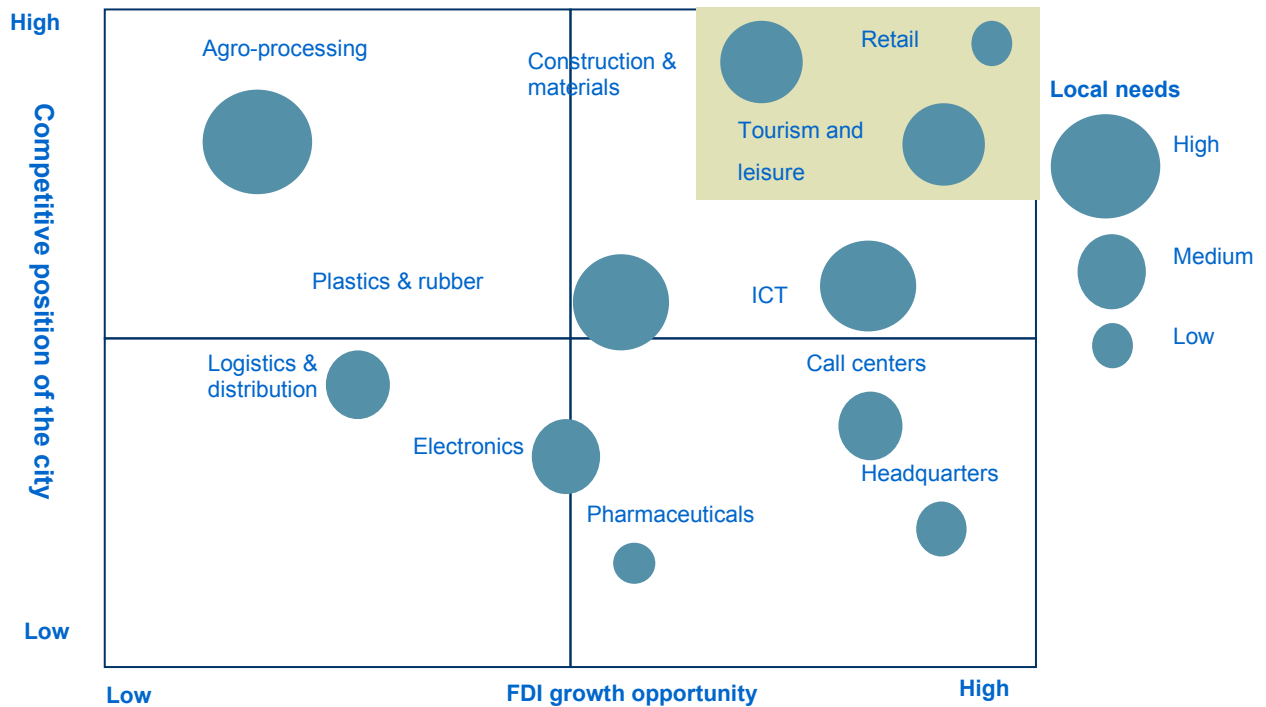 High
Agro-processing
Construction &
materials
Retail
Local needs
High
Tourism and
leisure
Competitive position of the city
Medium
Plastics & rubber
ICT
Low
Logistics &
distribution
Call centers
Electronics
Headquarters
Pharmaceuticals
Low
Low
FDI growth opportunity
High